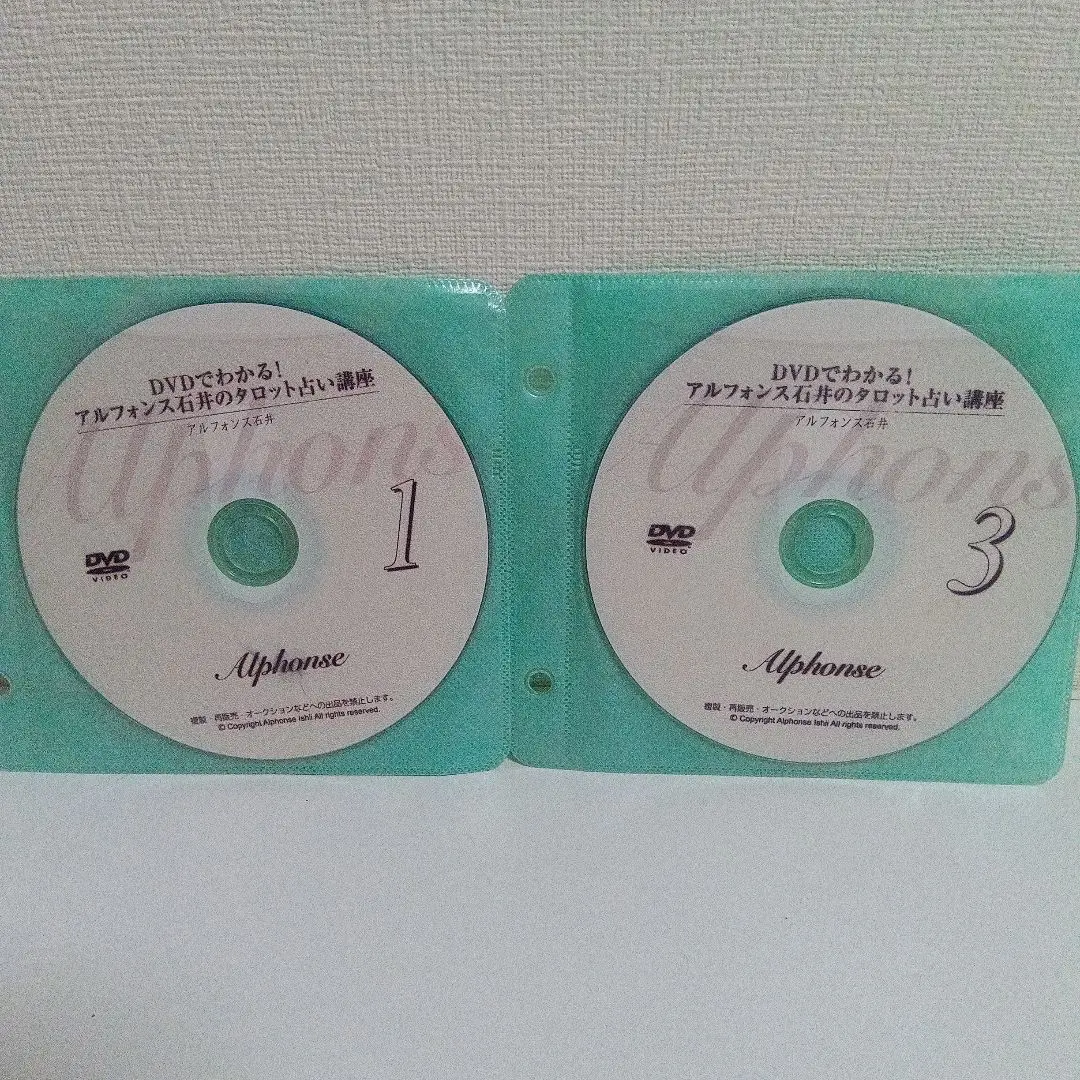 DVDでわかる!
アルフォンス石井のタロット占い講座
アルフォンス石井
Alphons
1
DVD
VIDEO
Alphonse
複製・再販売・オークションなどへの出品を禁止します。
© Copyright Alphonse Ishii All rights reserved.
DVDでわかる!
アルフォンス石井のタロット占い講座
アルフォンス石井
Alphons
3
DVD
VIDEO
Alphonse
複製・再販売・オークションなどへの出品を禁止します。
© Copyright Alphonse Ishii All rights reserved.